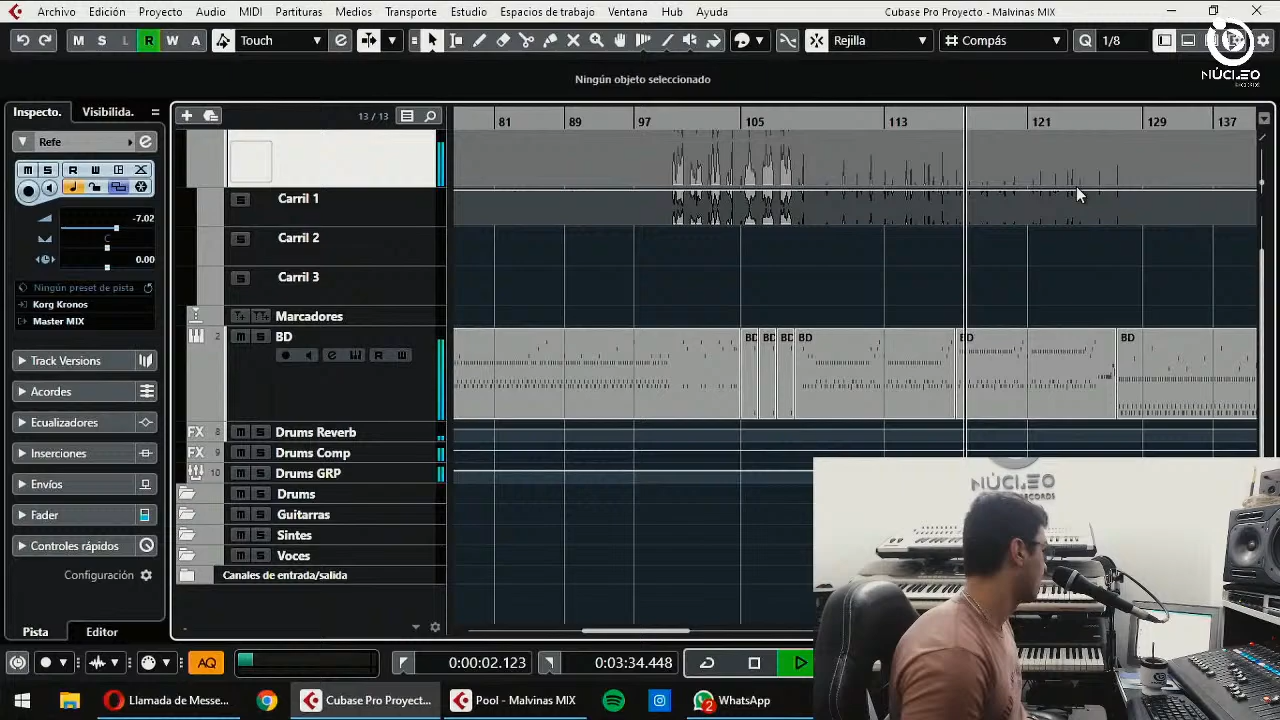 Archivo Edición Proyecto Audio MIDI Partituras Medios Transporte Estudio Espacios de trabajo Ventana Hub Ayuda Cubase Pro Proyecto - Malvinas MIX
M S L R W A Touch Rejilla Compás Q 1/8
NÚCLEO
Ningún objeto seleccionado
Inspecto. Visibilida. 13 / 13 81 89 97 105 113 121 129 137
Refe
M S R W
Carril 1
-7.02
Carril 2
C
0.00
Carril 3
Ningún preset de pista
Korg Kronos
Marcadores
Master MIX
2 M S BD
R W
BD BD BD BD BD BD
Track Versions
Acordes
Ecualizadores
FX 8 M S Drums Reverb
Inserciones
FX 9 M S Drums Comp
10 M S Drums GRP
Envíos
M S Drums
Fader
M S Guitarras
M S Sintes
Controles rápidos
M S Voces
Configuración
Canales de entrada/salida
Pista Editor
NÚCLEO
RECORDS
AQ 0:00:02.123 0:03:34.448
Llamada de Messe... Cubase Pro Proyect... Pool - Malvinas MIX 2 WhatsApp